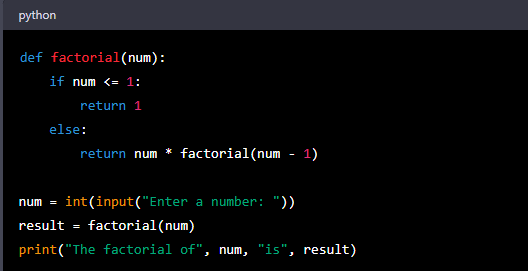 python
def factorial(num):
    if num <= 1:
        return 1
    else:
        return num * factorial(num - 1)
num = int(input("Enter a number: "))
result = factorial(num)
print("The factorial of", num, "is", result)